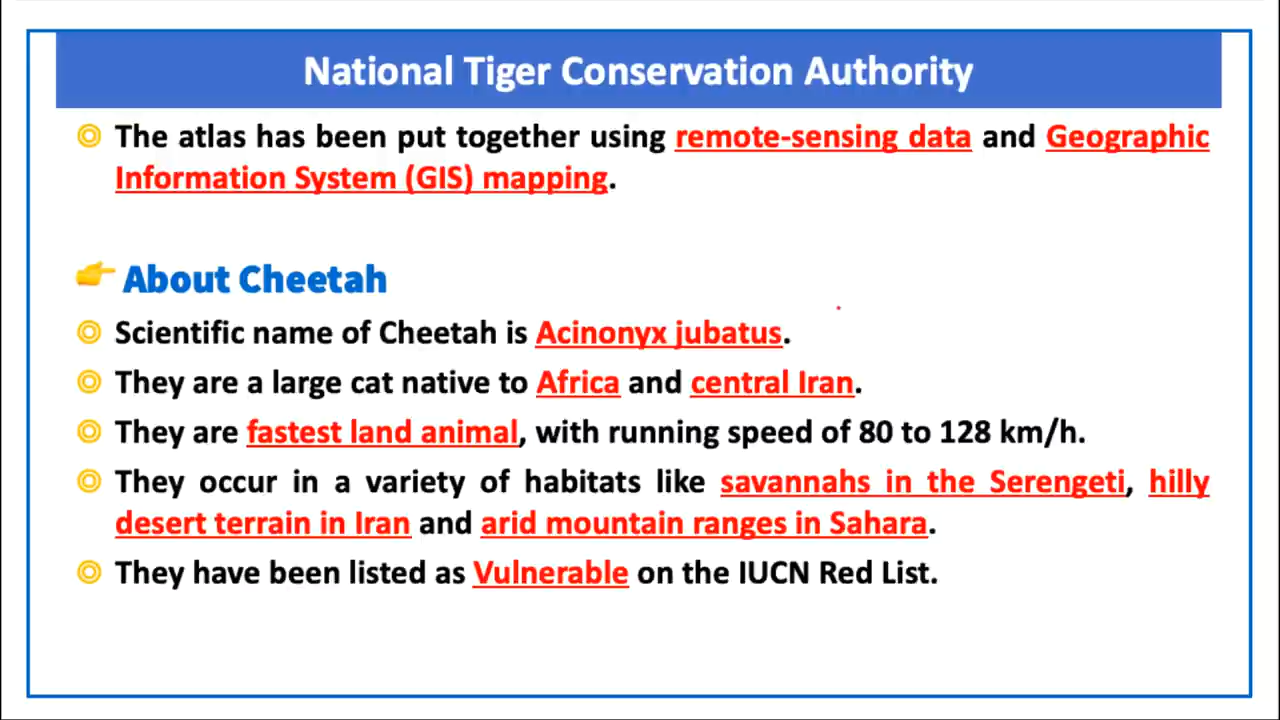 National Tiger Conservation Authority
The atlas has been put together using remote-sensing data and Geographic
Information System (GIS) mapping.
About Cheetah
Scientific name of Cheetah is Acinonyx jubatus.
They are a large cat native to Africa and central Iran.
They are fastest land animal, with running speed of 80 to 128 km/h.
They occur in a variety of habitats like savannahs in the Serengeti, hilly
desert terrain in Iran and arid mountain ranges in Sahara.
They have been listed as Vulnerable on the IUCN Red List.